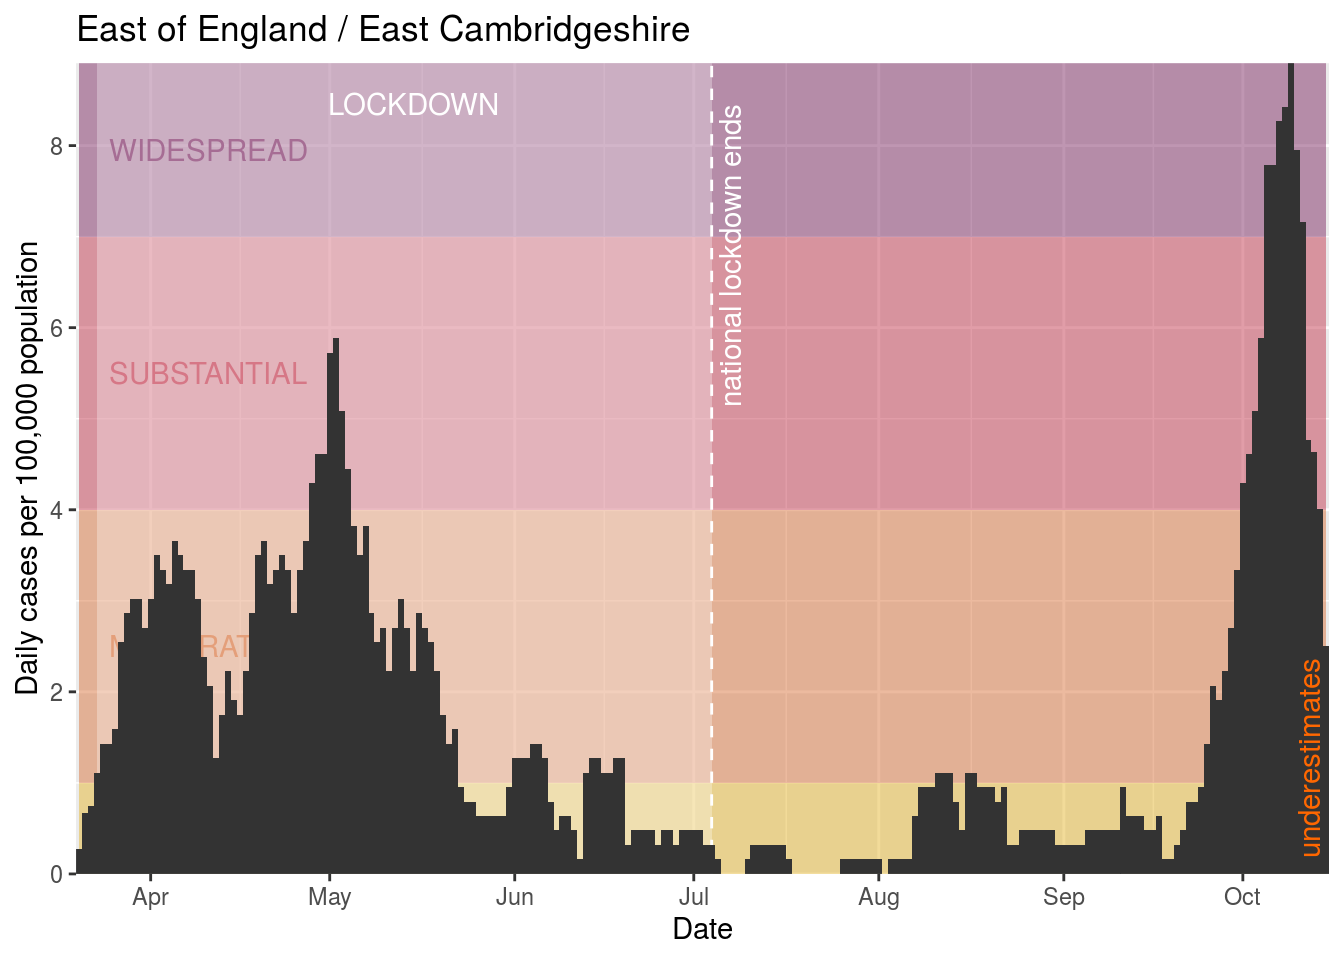 East of England / East Cambridgeshire
LOCKDOWN
WIDESPREAD
SUBSTANTIAL
national lockdown ends
underestimates
Daily cases per 100,000 population
8
6
4
2
0
Apr
May
Jun
Jul
Aug
Sep
Oct
Date